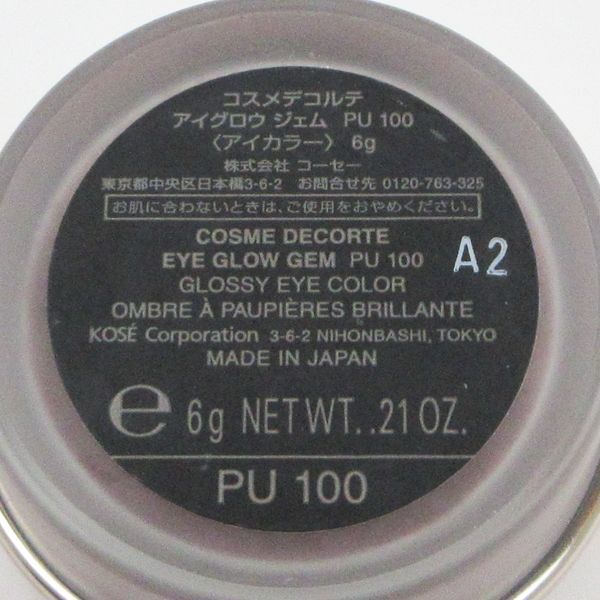 コスメデコルテ
アイグロウ ジェム PU 100
〈アイカラー〉 6g
株式会社 コーセー
東京都中央区日本橋3-6-2 お問合せ先 0120-763-325
お肌に合わないときは、ご使用をおやめください。
COSME DECORTE
EYE GLOW GEM PU 100 A2
GLOSSY EYE COLOR
OMBRE À PAUPIÈRES BRILLANTE
KOSÉ Corporation 3-6-2 NIHONBASHI, TOKYO
MADE IN JAPAN
℮ 6g NET WT. .21 OZ.
PU 100